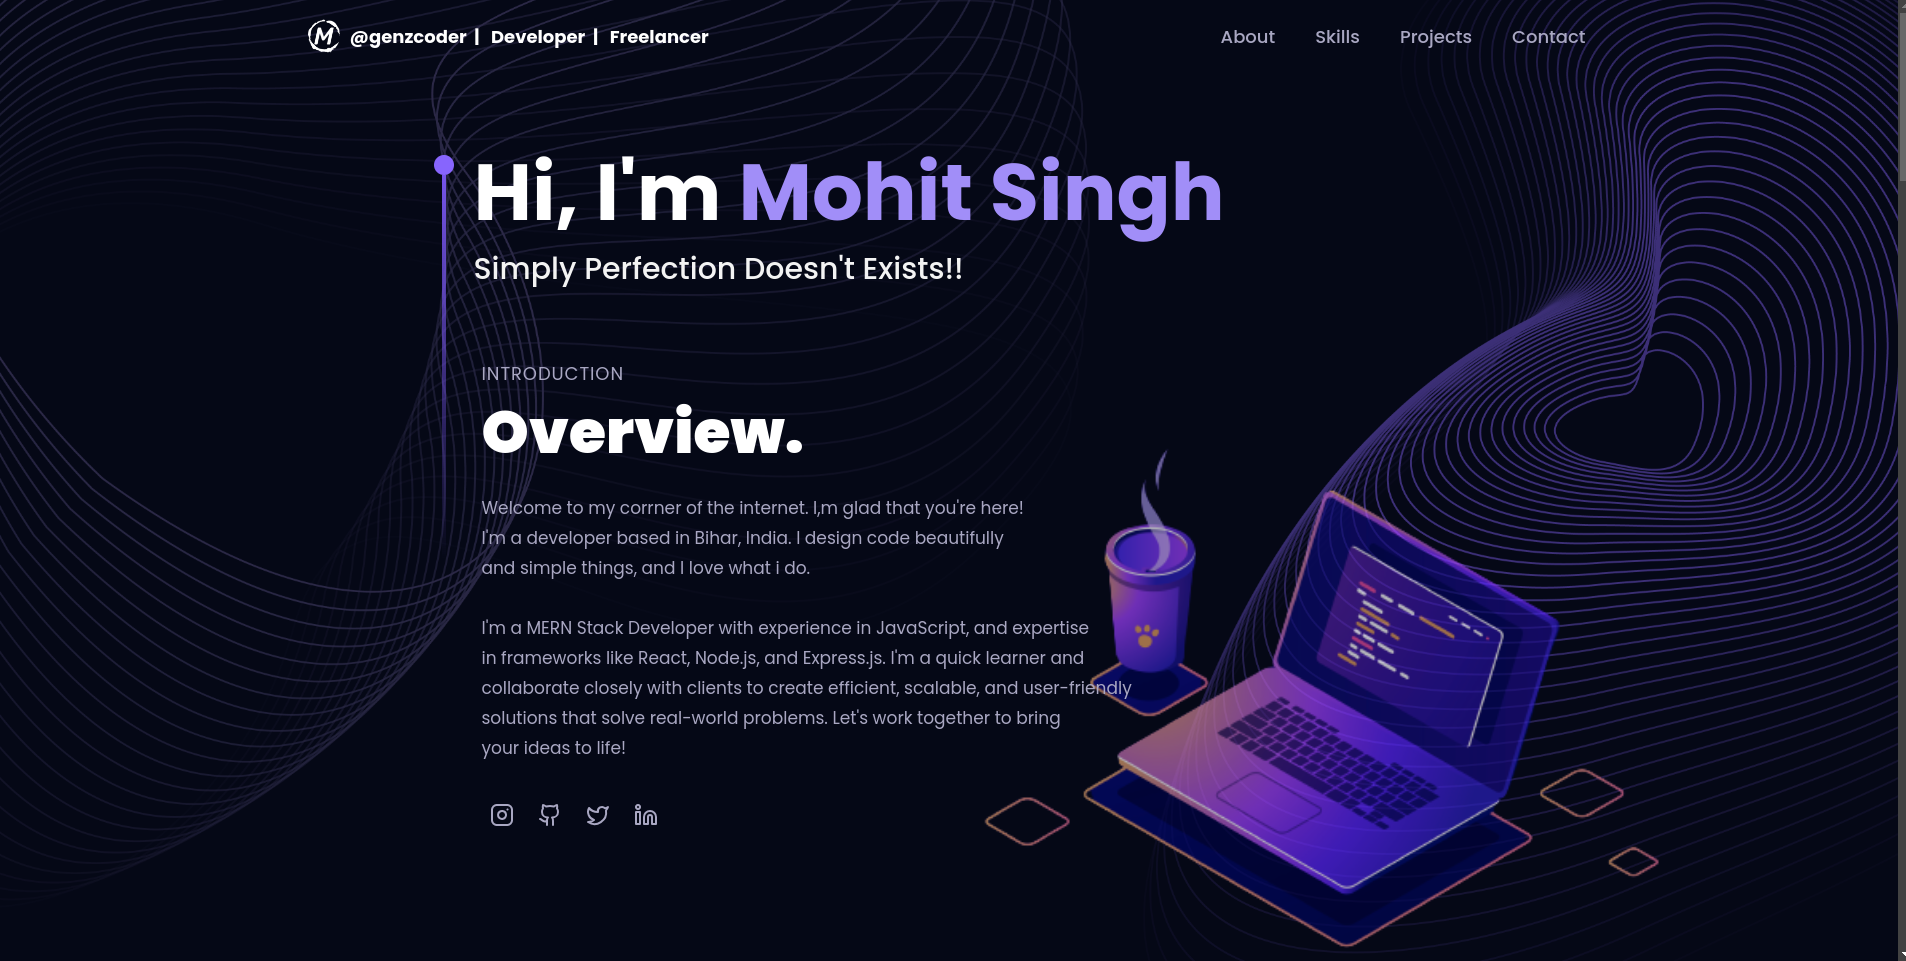 @genzcoder | Developer | Freelancer
About Skills Projects Contact
Hi, I'm Mohit Singh
Simply Perfection Doesn't Exists!!
INTRODUCTION
Overview.
Welcome to my corrner of the internet. I,m glad that you're here!
I'm a developer based in Bihar, India. I design code beautifully
and simple things, and I love what i do.
I'm a MERN Stack Developer with experience in JavaScript, and expertise
in frameworks like React, Node.js, and Express.js. I'm a quick learner and
collaborate closely with clients to create efficient, scalable, and user-friendly
solutions that solve real-world problems. Let's work together to bring
your ideas to life!